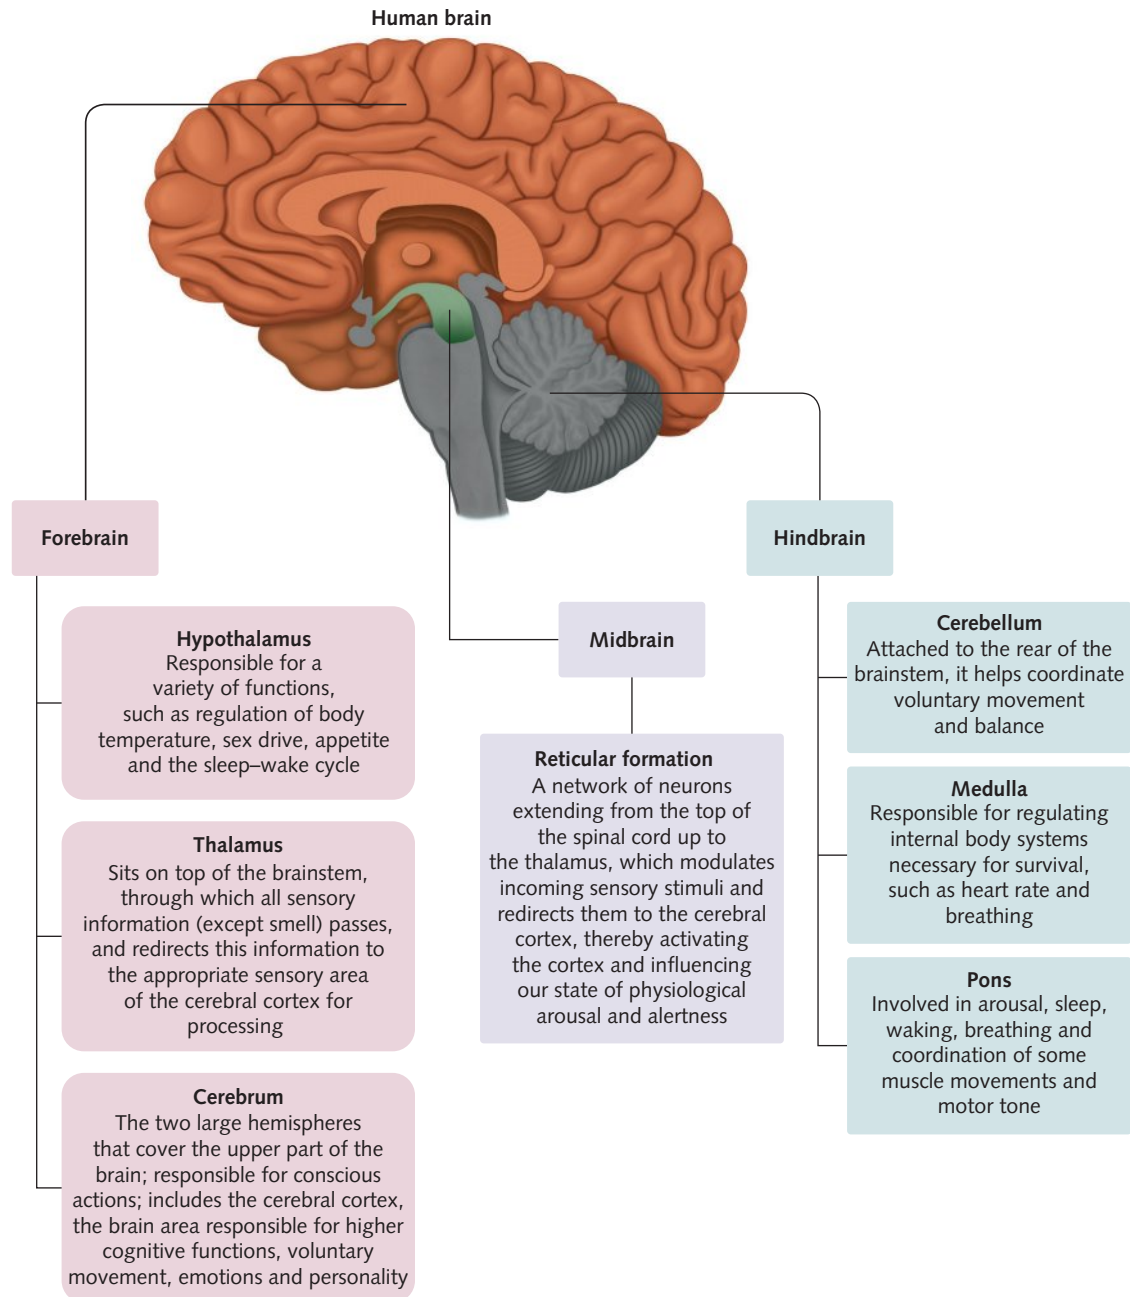 Human brain
Forebrain
Hypothalamus
Responsible for a
variety of functions,
such as regulation of body
temperature, sex drive, appetite
and the sleep–wake cycle
Thalamus
Sits on top of the brainstem,
through which all sensory
information (except smell) passes,
and redirects this information to
the appropriate sensory area
of the cerebral cortex for
processing
Cerebrum
The two large hemispheres
that cover the upper part of the
brain; responsible for conscious
actions; includes the cerebral cortex,
the brain area responsible for higher
cognitive functions, voluntary
movement, emotions and personality
Midbrain
Reticular formation
A network of neurons
extending from the top of
the spinal cord up to
the thalamus, which modulates
incoming sensory stimuli and
redirects them to the cerebral
cortex, thereby activating
the cortex and influencing
our state of physiological
arousal and alertness
Hindbrain
Cerebellum
Attached to the rear of the
brainstem, it helps coordinate
voluntary movement
and balance
Medulla
Responsible for regulating
internal body systems
necessary for survival,
such as heart rate and
breathing
Pons
Involved in arousal, sleep,
waking, breathing and
coordination of some
muscle movements and
motor tone